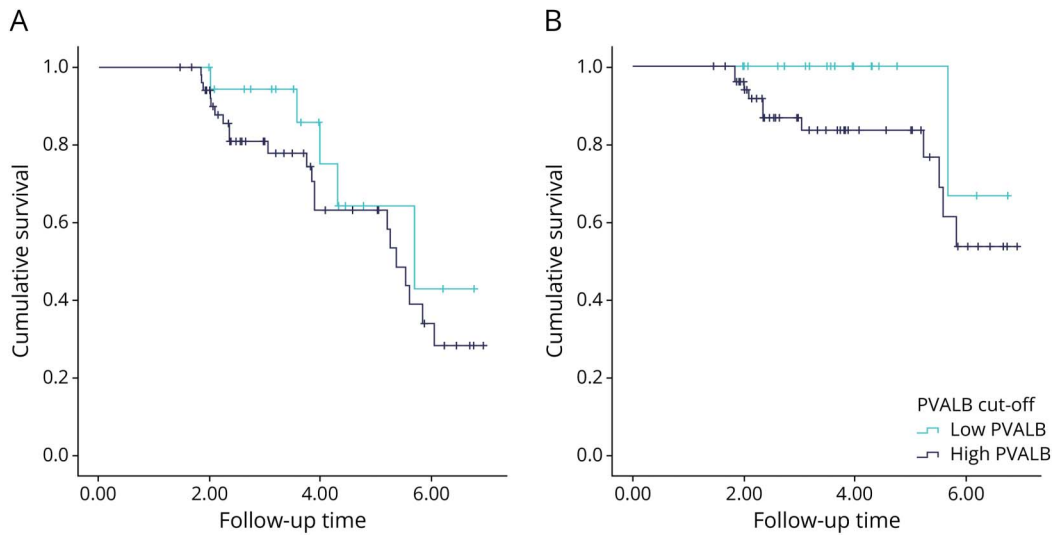 A
1.0
0.8
0.6
0.4
0.2
0.0
Cumulative survival
0.00 2.00 4.00 6.00
Follow-up time
B
1.0
0.8
0.6
0.4
0.2
0.0
Cumulative survival
PVALB cut-off
Low PVALB
High PVALB
0.00 2.00 4.00 6.00
Follow-up time